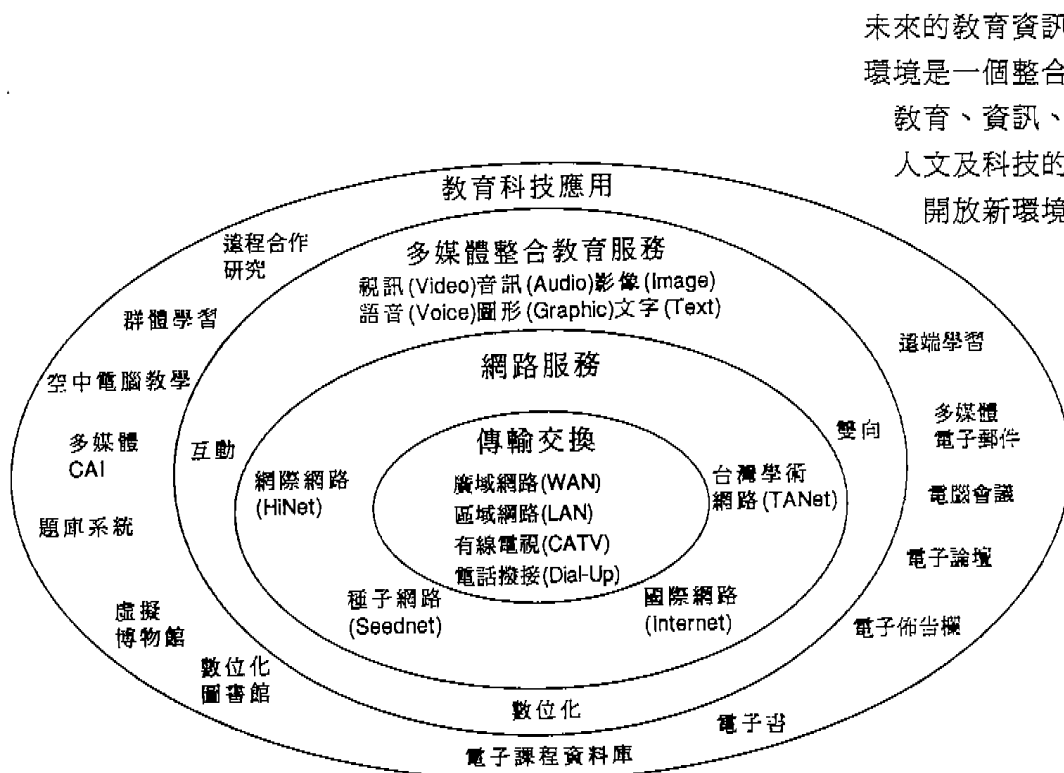 未來的教育資訊
環境是一個整合
教育、資訊、
人文及科技的
開放新環境
教育科技應用
遠程合作
研究
群體學習
空中電腦教學
多媒體
CAI
題庫系統
虛擬
博物館
數位化
圖書館
電子課程資料庫
電子書
電子佈告欄
電子論壇
電腦會議
多媒體
電子郵件
遠端學習
多媒體整合教育服務
視訊(Video)音訊(Audio)影像(Image)
語音(Voice)圖形(Graphic)文字(Text)
互動
雙向
數位化
網路服務
網際網路
(HiNet)
台灣學術
網路(TANet)
種子網路
(Seednet)
國際網路
(Internet)
傳輸交換
廣域網路(WAN)
區域網路(LAN)
有線電視(CATV)
電話撥接(Dial-Up)